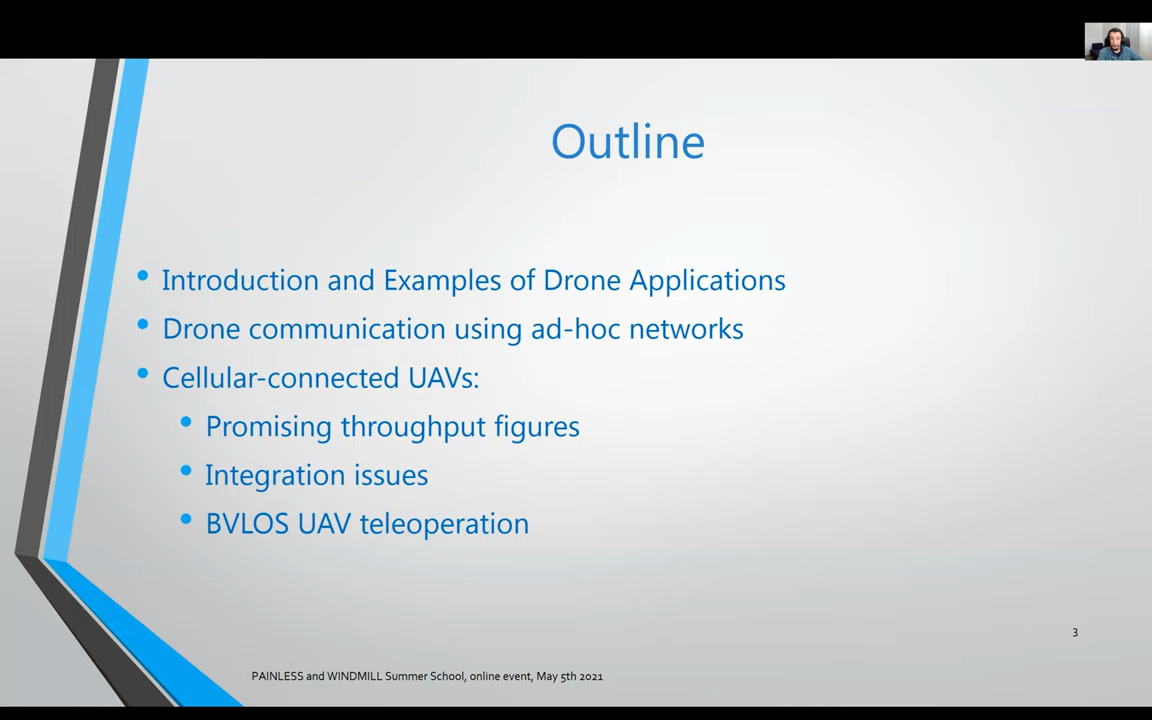 Outline
• Introduction and Examples of Drone Applications
• Drone communication using ad-hoc networks
• Cellular-connected UAVs:
• Promising throughput figures
• Integration issues
• BVLOS UAV teleoperation
3
PAINLESS and WINDMILL Summer School, online event, May 5th 2021